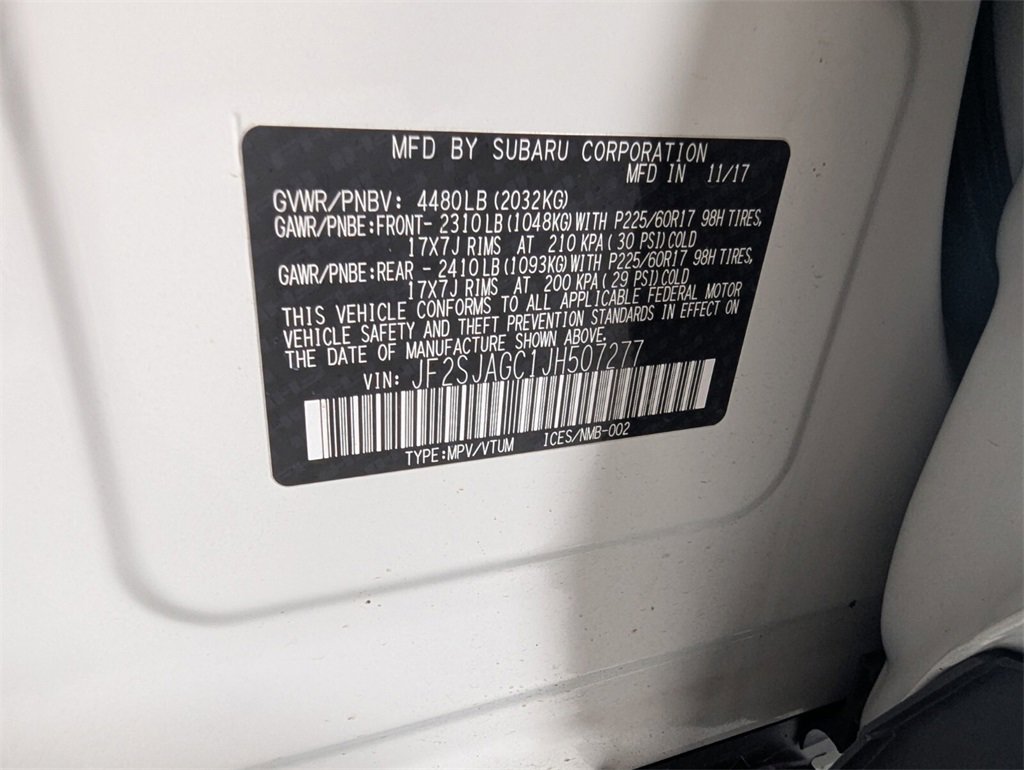 MFD BY SUBARU CORPORATION
MFD IN 11/17
GVWR/PNBV: 4480LB (2032KG)
GAWR/PNBE:FRONT- 2310LB (1048KG) WITH P225/60R17 98H TIRES,
17X7J RIMS AT 210 KPA ( 30 PSI) COLD
GAWR/PNBE:REAR - 2410LB (1093KG) WITH P225/60R17 98H TIRES,
17X7J RIMS AT 200 KPA ( 29 PSI) COLD
THIS VEHICLE CONFORMS TO ALL APPLICABLE FEDERAL MOTOR
VEHICLE SAFETY AND THEFT PREVENTION STANDARDS IN EFFECT ON
THE DATE OF MANUFACTURE SHOWN ABOVE.
VIN: JF2SJAGC1JH507277
TYPE:MPV/VTUM ICES/NMB-002